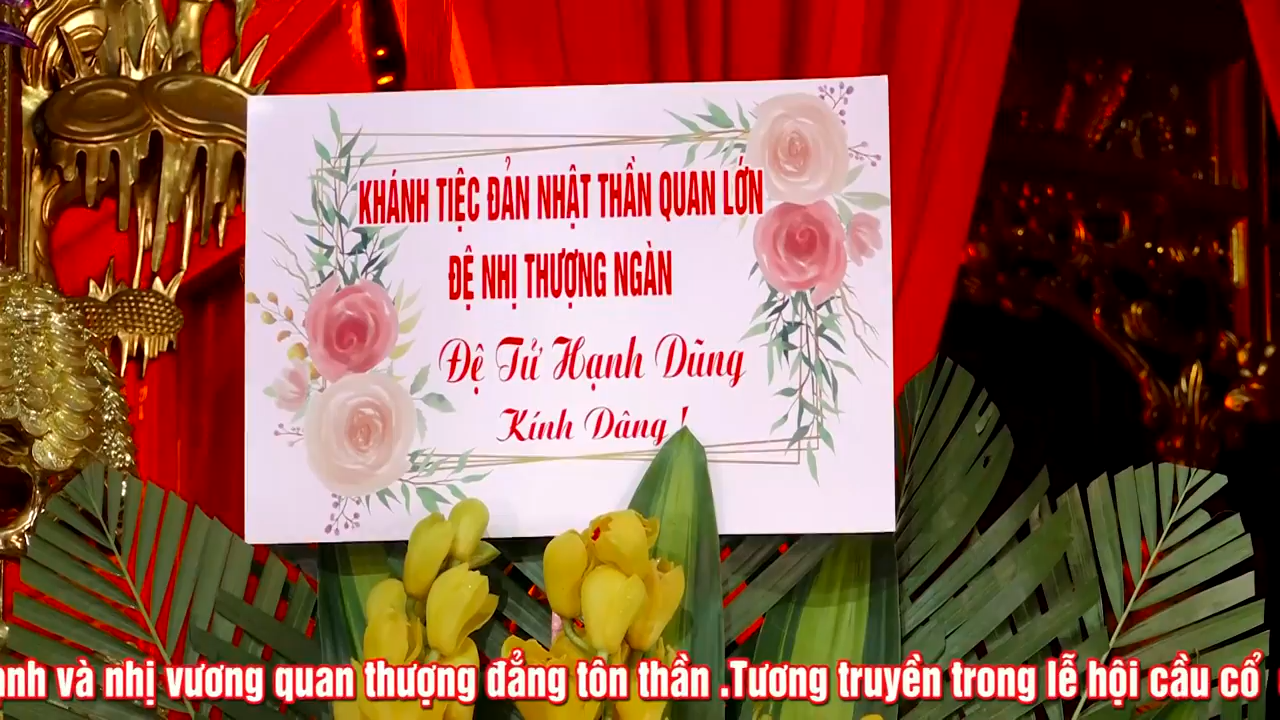 KHÁNH TIỆC ĐẢN NHẬT THẦN QUAN LỚN
ĐỆ NHỊ THƯỢNG NGÀN
Đệ Tử Hạnh Dũng
Kính Dâng !
và nhị vương quan thượng đẳng tôn thần .Tương truyền trong lễ hội cầu cổ